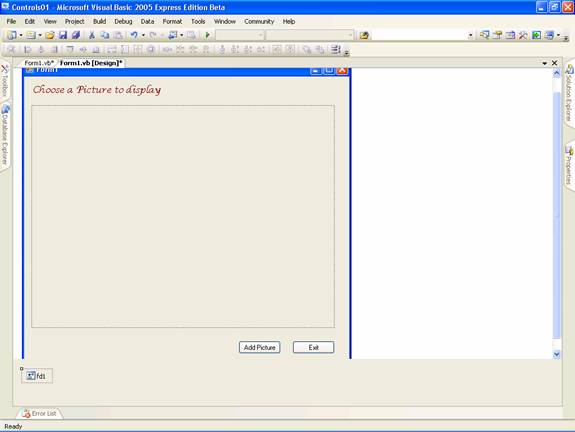 Controls01 - Microsoft Visual Basic 2005 Express Edition Beta
File Edit View Project Build Debug Data Format Tools Window Community Help
Form1.vb* Form1.vb [Design]*
Toolbox
Database Explorer
Solution Explorer
Properties
Form1
Choose a Picture to display
Add Picture Exit
fd1
Error List
Ready